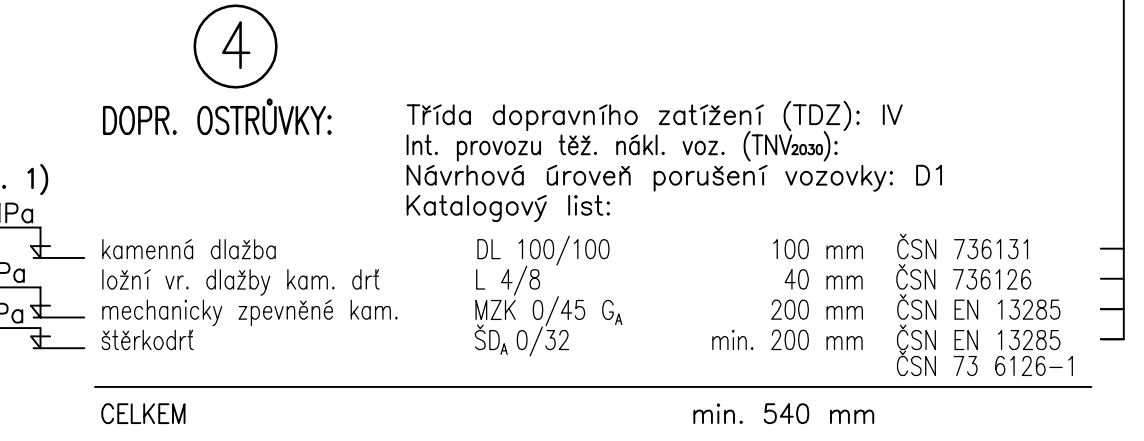 4
DOPR. OSTRŮVKY:
Třída dopravního zatížení (TDZ): IV
Int. provozu těž. nákl. voz. (TNV2030):
Návrhová úroveň porušení vozovky: D1
Katalogový list:
. 1)
Pa
kamenná dlažba DL 100/100 100 mm ČSN 736131
Pa
ložní vr. dlažby kam. drť L 4/8 40 mm ČSN 736126
Pa
mechanicky zpevněné kam. MZK 0/45 GA 200 mm ČSN EN 13285
štěrkodrť ŠDA 0/32 min. 200 mm ČSN EN 13285
ČSN 73 6126-1
CELKEM min. 540 mm